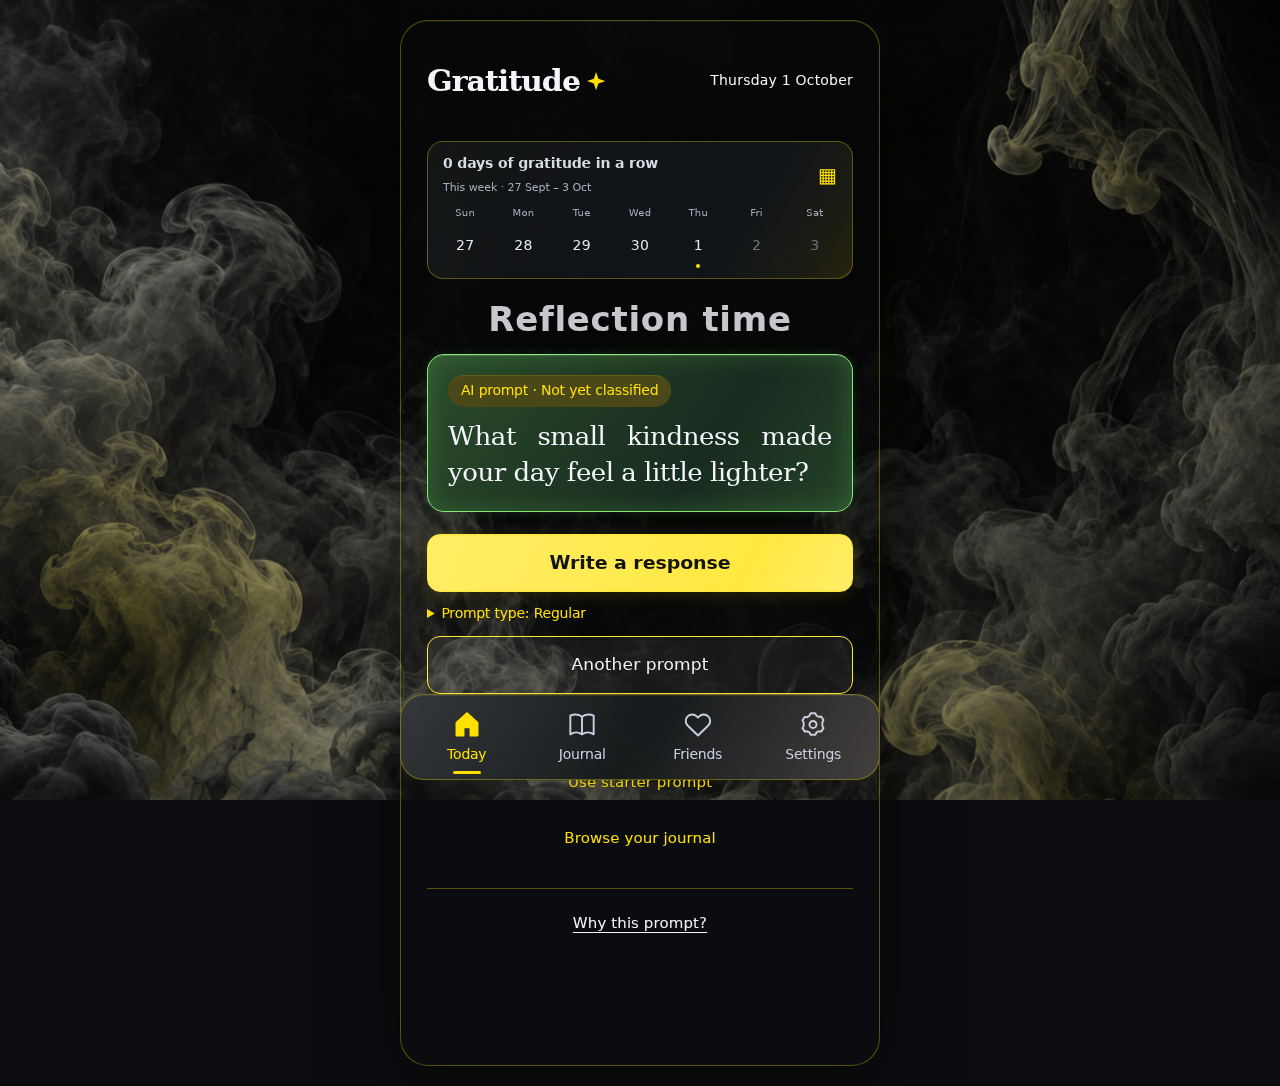 Gratitude
Thursday 1 October
0 days of gratitude in a row
This week · 27 Sept – 3 Oct
Sun Mon Tue Wed Thu Fri Sat
27 28 29 30 1 2 3
Reflection time
AI prompt · Not yet classified
What small kindness made
your day feel a little lighter?
Write a response
Prompt type: Regular
Another prompt
Today Journal Friends Settings
Use starter prompt
Browse your journal
Why this prompt?